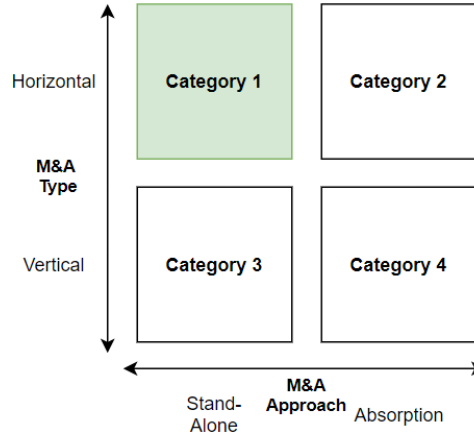 Horizontal
Category 1
Category 2
M&A
Type
Vertical
Category 3
Category 4
M&A
Approach
Stand-
Alone
Absorption